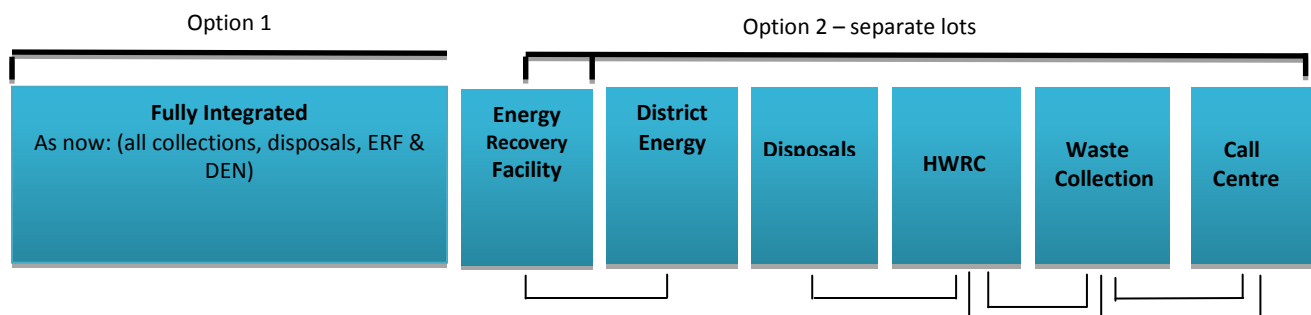 Option 1
Option 2 – separate lots
Fully Integrated
As now: (all collections, disposals, ERF &
DEN)
Energy
Recovery
Facility
District
Energy
Disposals
HWRC
Waste
Collection
Call
Centre